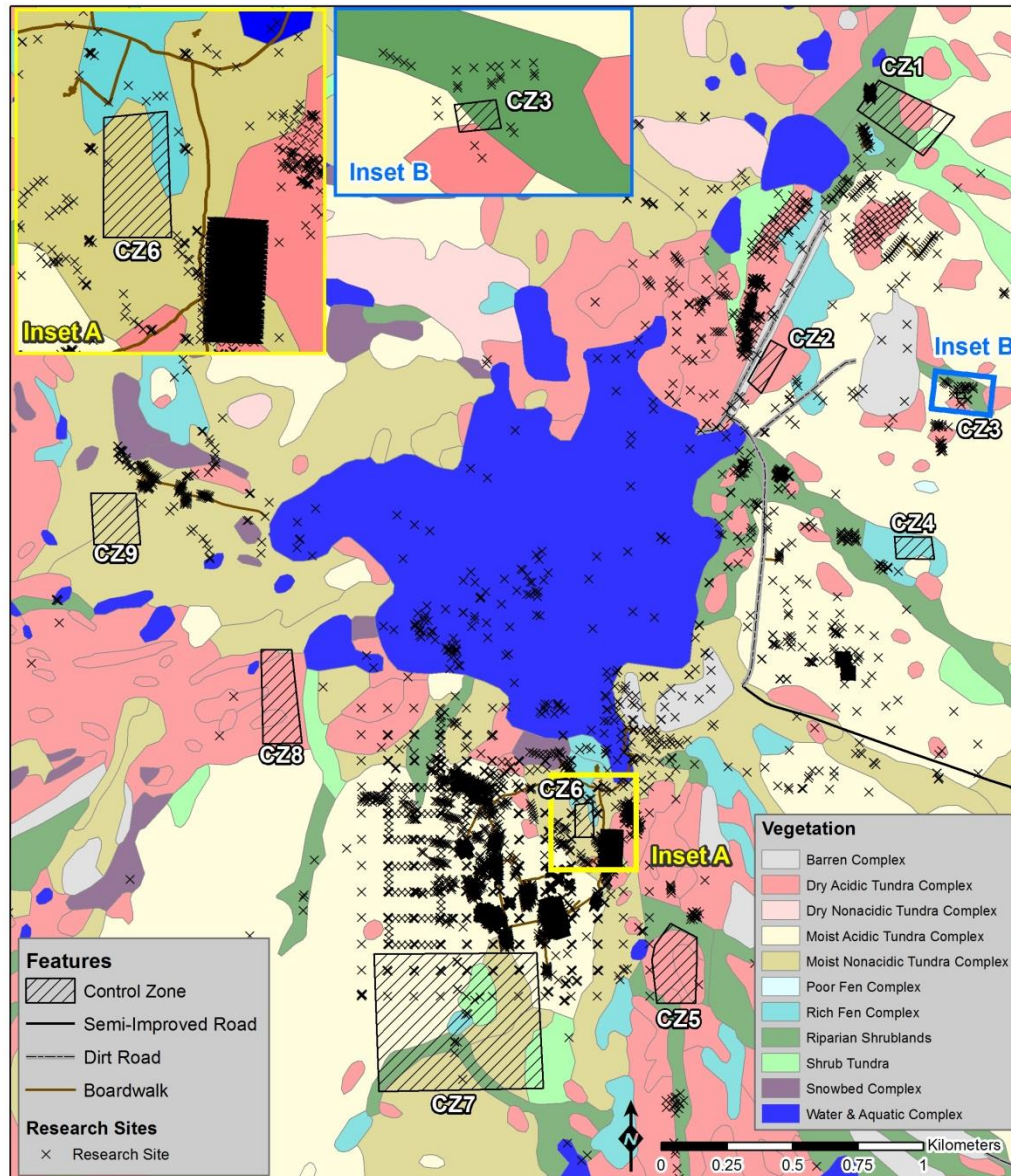 CZ1
CZ3
Inset B
CZ6
Inset A
CZ2
Inset B
CZ3
CZ4
CZ9
CZ8
CZ6
Inset A
CZ5
CZ7
Features
Control Zone
Semi-Improved Road
Dirt Road
Boardwalk
Research Sites
Research Site
Vegetation
Barren Complex
Dry Acidic Tundra Complex
Dry Nonacidic Tundra Complex
Moist Acidic Tundra Complex
Moist Nonacidic Tundra Complex
Poor Fen Complex
Rich Fen Complex
Riparian Shrublands
Shrub Tundra
Snowbed Complex
Water & Aquatic Complex
N
Kilometers
0 0.25 0.5 0.75 1